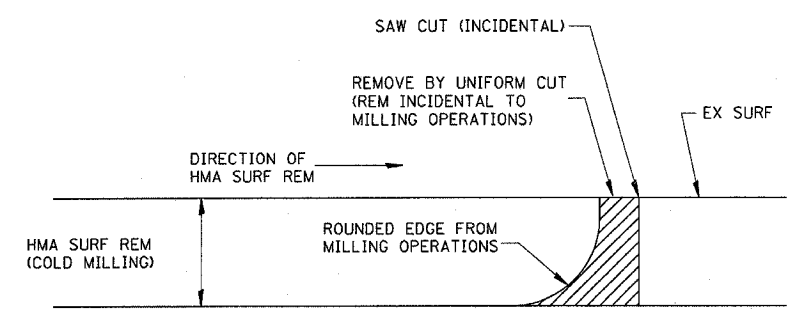 SAW CUT (INCIDENTAL)
REMOVE BY UNIFORM CUT
(REM INCIDENTAL TO
MILLING OPERATIONS)
EX SURF
DIRECTION OF
HMA SURF REM
ROUNDED EDGE FROM
MILLING OPERATIONS
HMA SURF REM
(COLD MILLING)